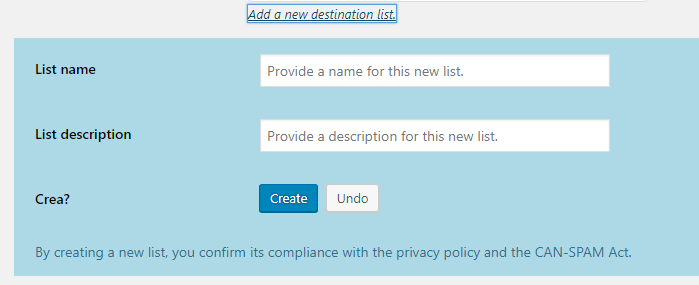 Add a new destination list.
List name
Provide a name for this new list.
List description
Provide a description for this new list.
Crea?
Create Undo
By creating a new list, you confirm its compliance with the privacy policy and the CAN-SPAM Act.